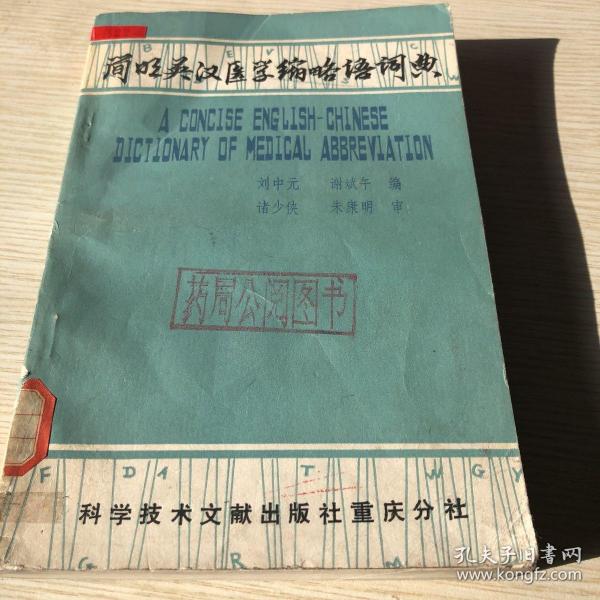 简明英汉医学缩略语词典
A CONCISE ENGLISH-CHINESE
DICTIONARY OF MEDICAL ABBREVIATION
刘中元 谢斌午 编
诸少侠 朱康明 审
药局公阅图书
F D A T W G Y
科学技术文献出版社重庆分社
G R M
孔夫子旧书网
www.kongfz.com